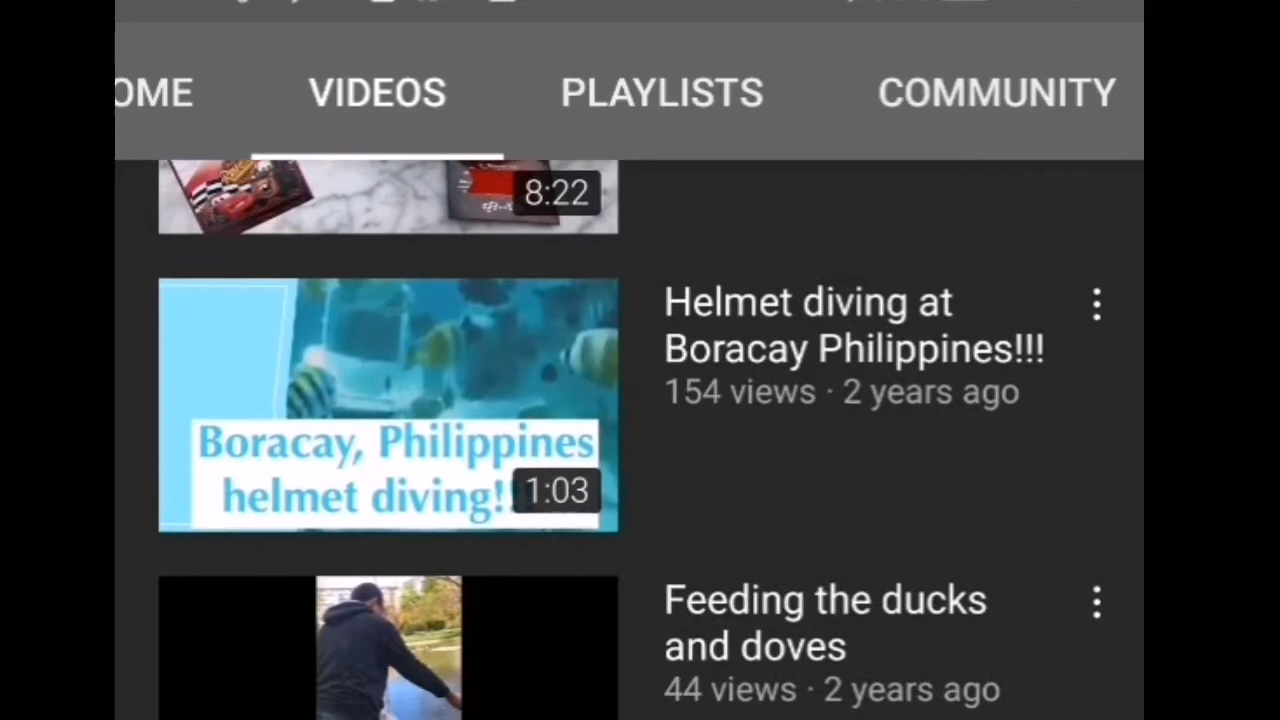 OME VIDEOS PLAYLISTS COMMUNITY
8:22
Boracay, Philippines
helmet diving!!
1:03
Helmet diving at
Boracay Philippines!!!
154 views · 2 years ago
Feeding the ducks
and doves
44 views · 2 years ago